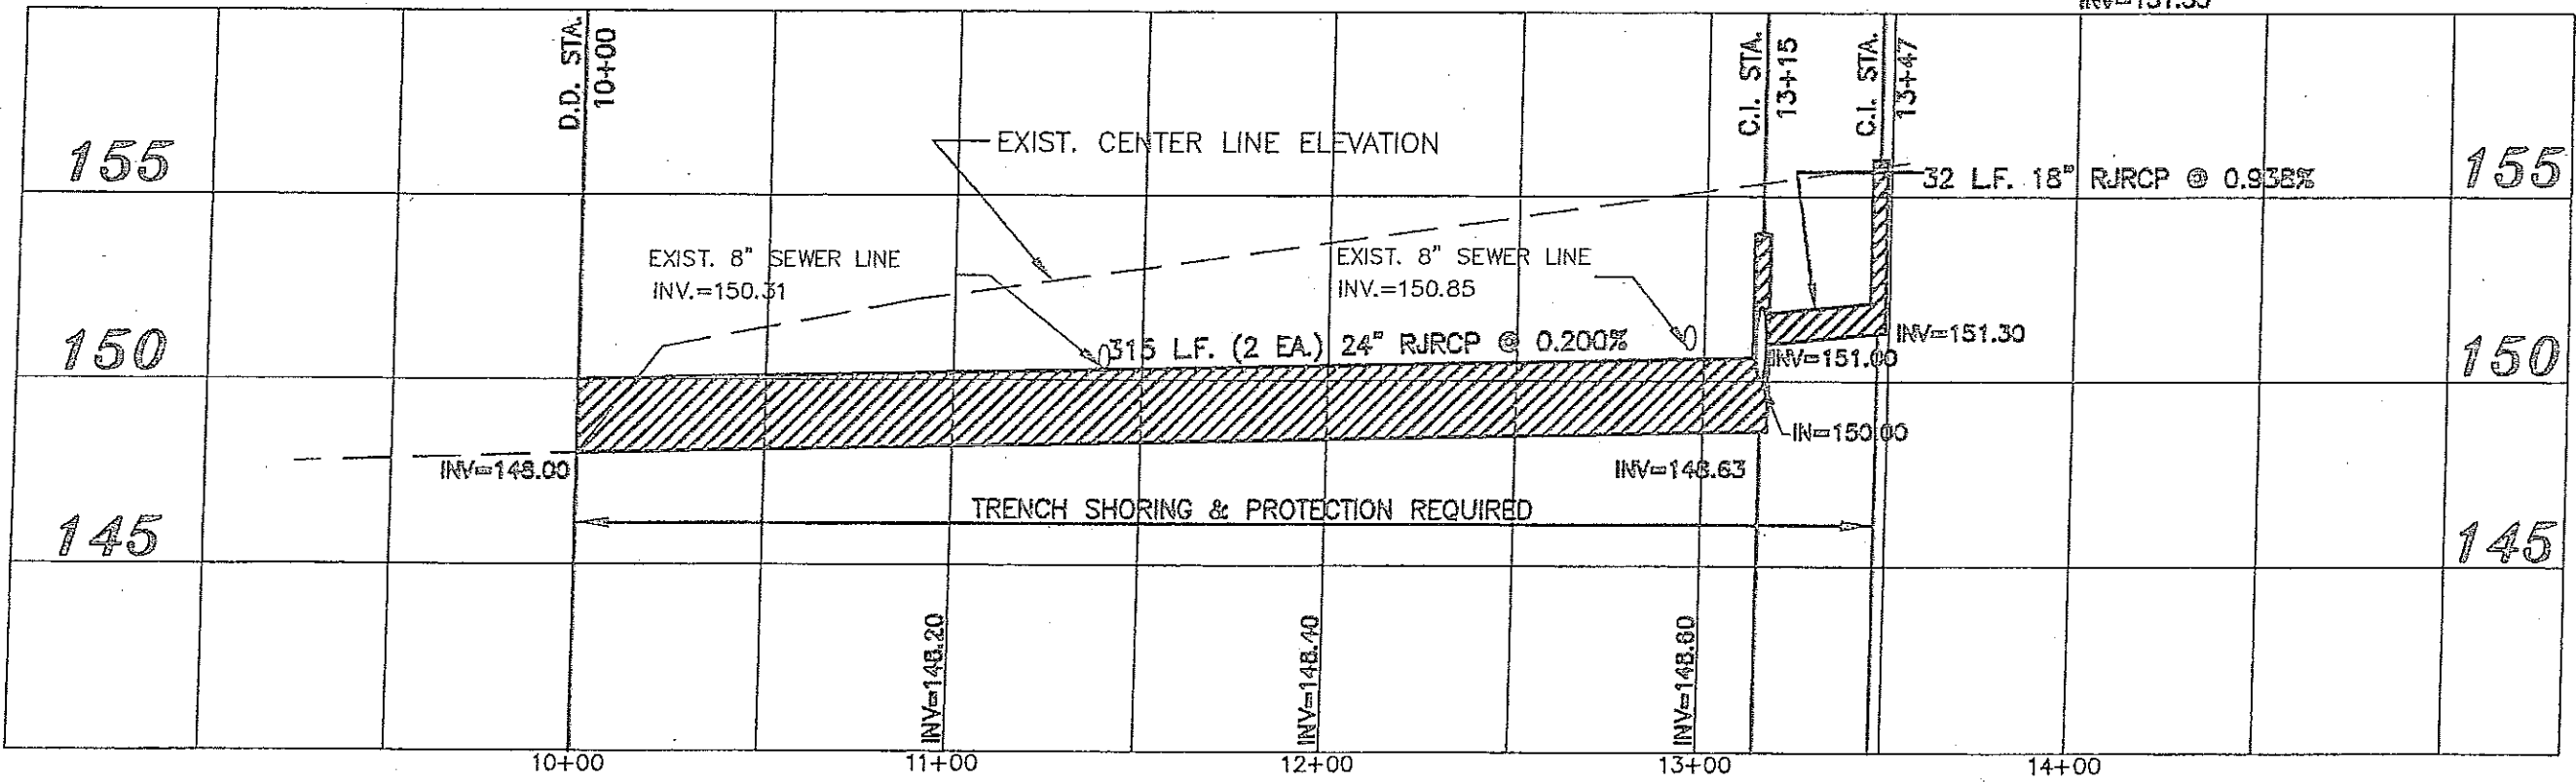 INV=151.35
D.D. STA.
10+00
C.I. STA.
13+15
C.I. STA.
13+47
EXIST. CENTER LINE ELEVATION
155
32 L.F. 18" RJRCP @ 0.938%
155
EXIST. 8" SEWER LINE
INV.=150.31
EXIST. 8" SEWER LINE
INV.=150.85
150
315 L.F. (2 EA.) 24" RJRCP @ 0.200%
INV=151.30
INV=151.00
150
IN=150.00
INV=148.00
INV=148.63
TRENCH SHORING & PROTECTION REQUIRED
145
145
INV=148.20
INV=148.40
INV=148.60
10+00
11+00
12+00
13+00
14+00